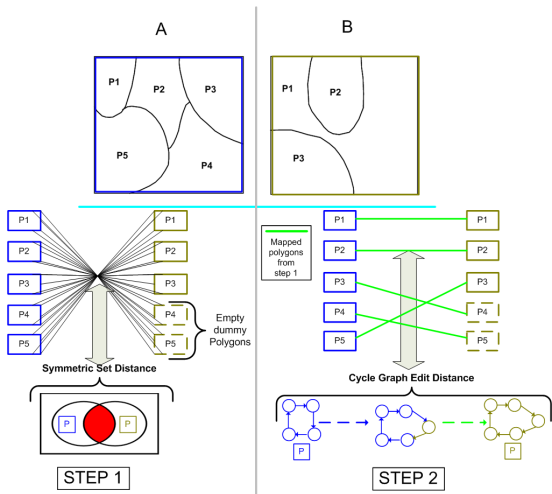 A
B
P1
P2
P3
P5
P4
P1
P2
P3
P1
P2
P3
P4
P5
P1
P2
P3
P4
P5
Empty
dummy
Polygons
Symmetric Set Distance
P
P
STEP 1
Mapped
polygons
from
step 1
P1
P2
P3
P4
P5
P1
P2
P3
P4
P5
Cycle Graph Edit Distance
P
P
STEP 2